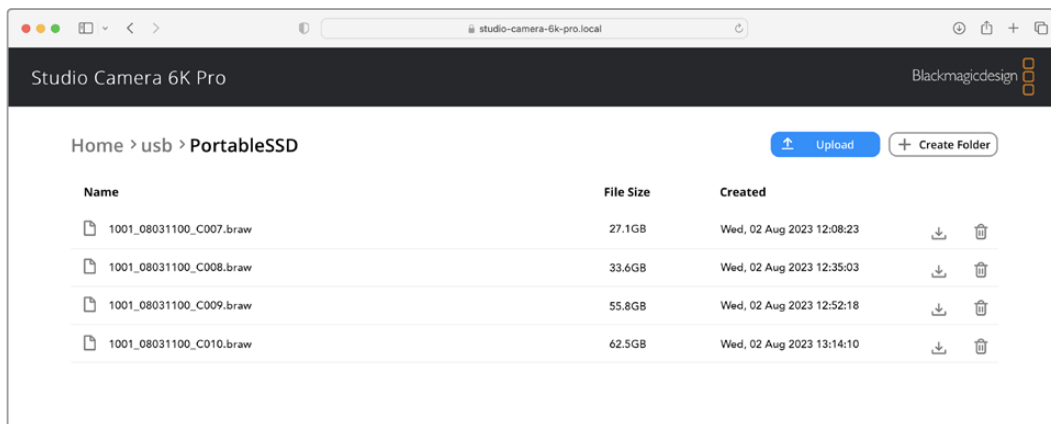 studio-camera-6k-pro.local
Studio Camera 6K Pro
Blackmagicdesign
Home > usb > PortableSSD
Upload
+ Create Folder
Name File Size Created
1001_08031100_C007.braw 27.1GB Wed, 02 Aug 2023 12:08:23
1001_08031100_C008.braw 33.6GB Wed, 02 Aug 2023 12:35:03
1001_08031100_C009.braw 55.8GB Wed, 02 Aug 2023 12:52:18
1001_08031100_C010.braw 62.5GB Wed, 02 Aug 2023 13:14:10